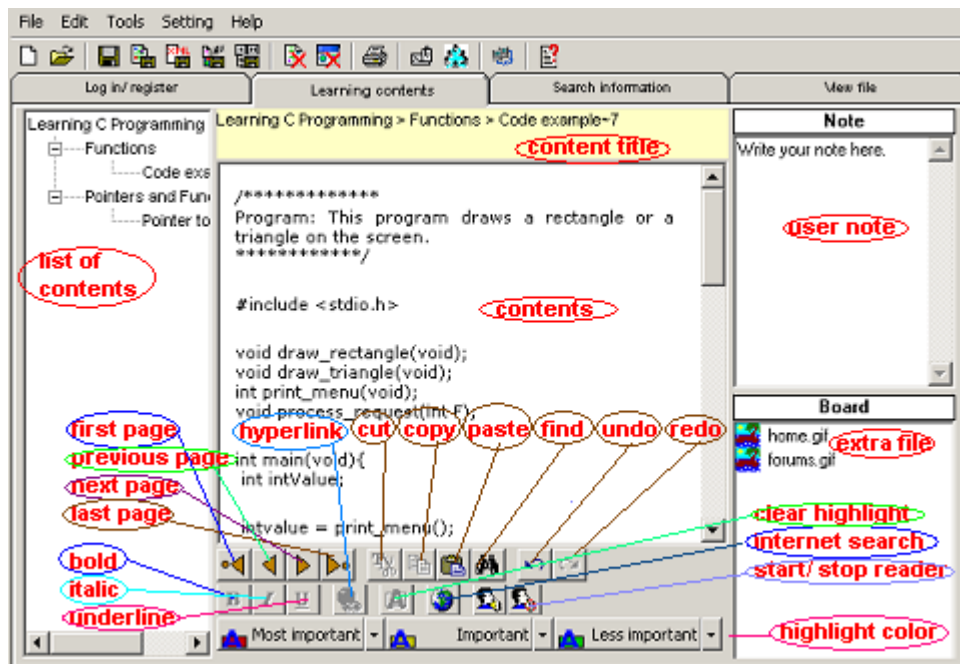 File Edit Tools Setting Help
Log in/ register
Learning contents
Search information
View file
Learning C Programming
Functions
Code exa
Pointers and Fun
Pointer to
list of
contents
Learning C Programming > Functions > Code example-7
content title
/*************
Program: This program draws a rectangle or a
triangle on the screen.
************/
#include <stdio.h>
contents
void draw_rectangle(void);
void draw_triangle(void);
int print_menu(void);
void process_request(int F);
int main(void){
int intValue;
intvalue = print_menu();
Note
Write your note here.
user note
Board
home.gif
forums.gif
extra file
first page
previous page
next page
last page
hyperlink
cut
copy
paste
find
undo
redo
clear highlight
internet search
start/ stop reader
bold
italic
underline
B I U
Most important
Important
Less important
highlight color